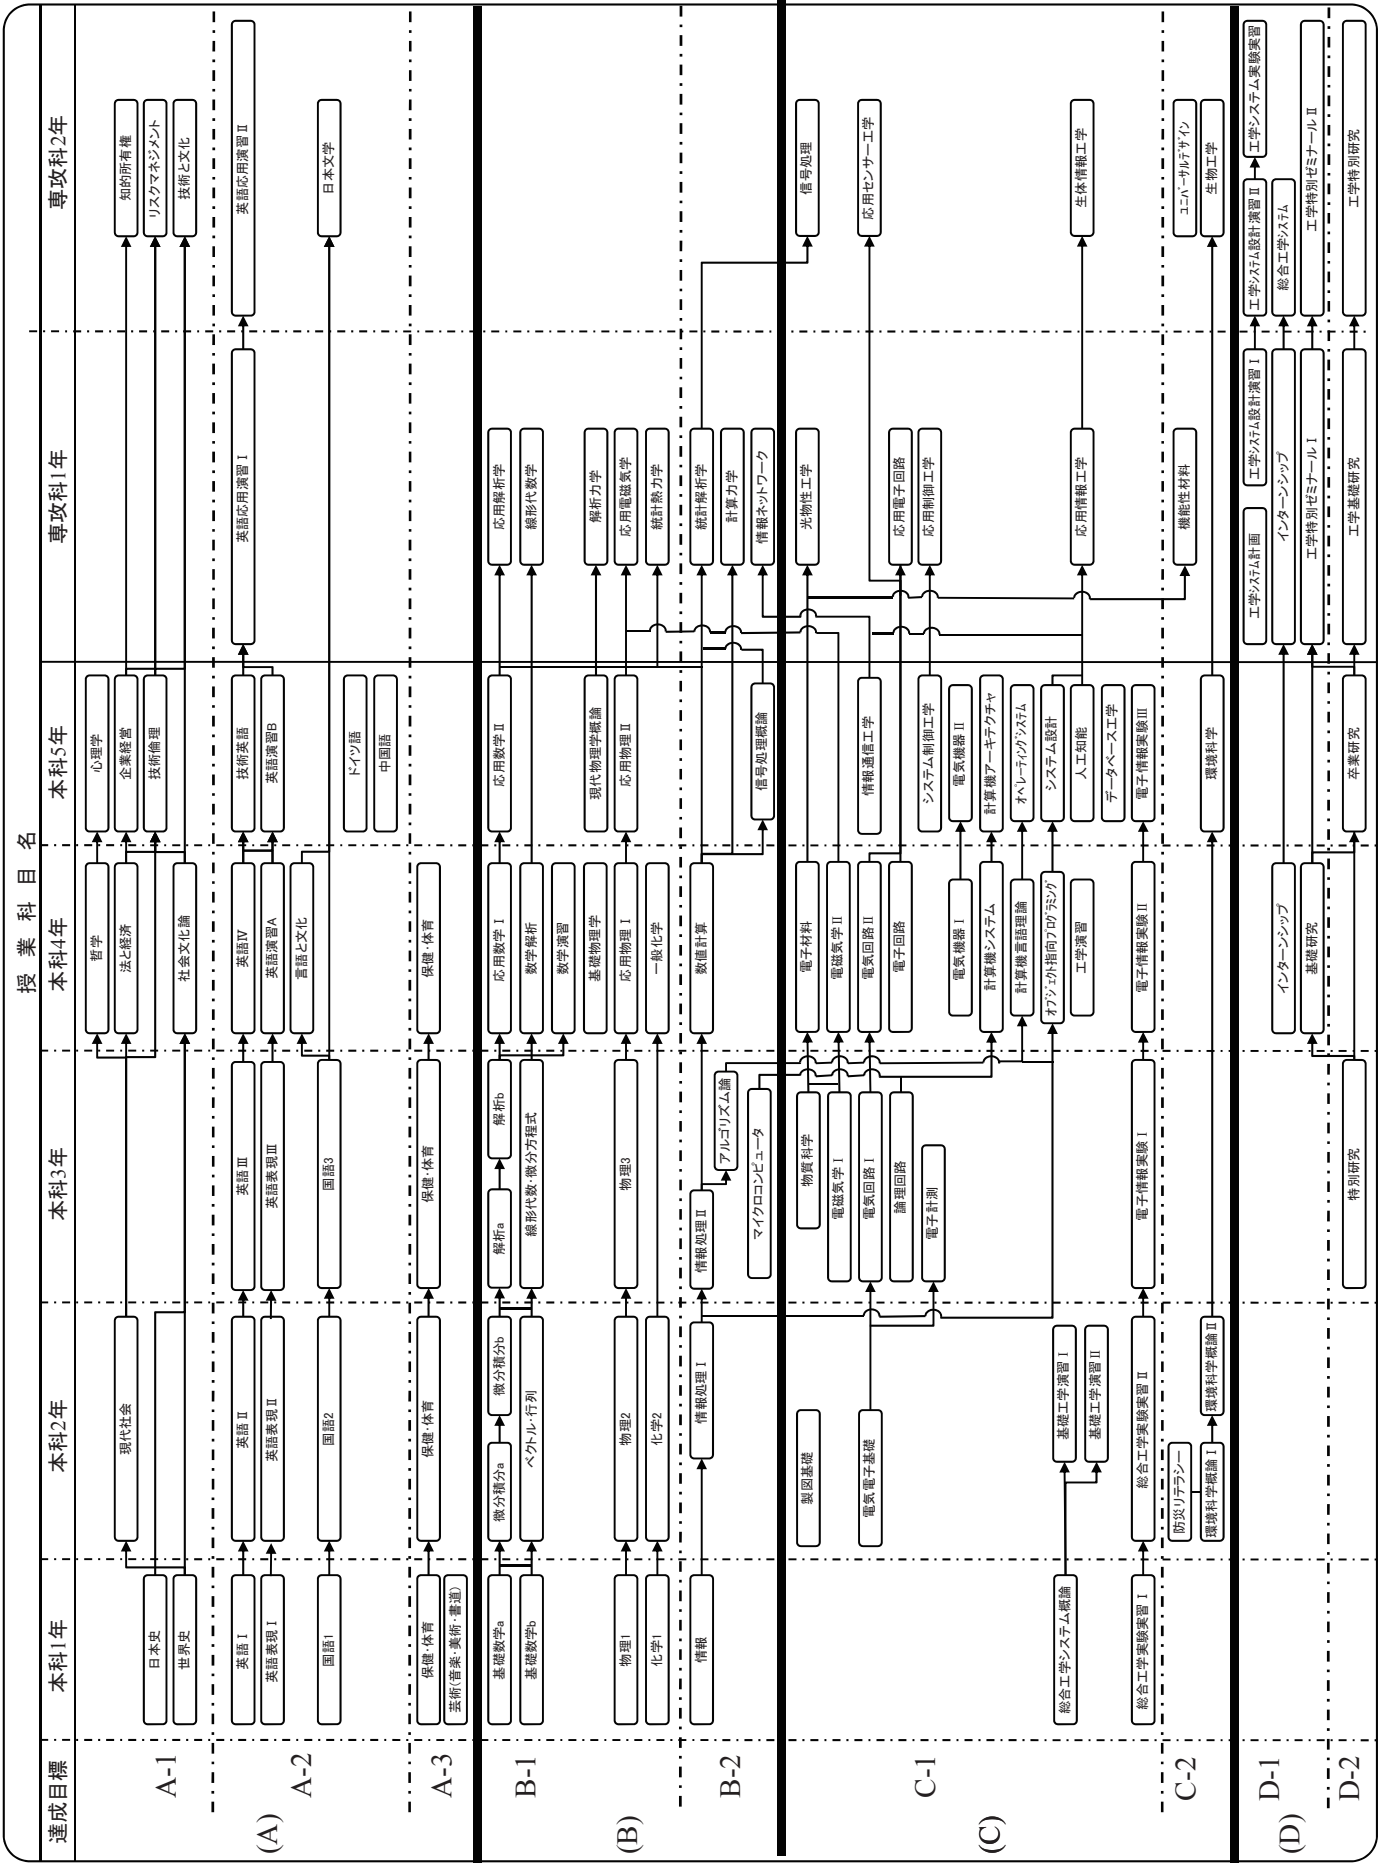 授業科目名
達成目標
本科1年
本科2年
本科3年
本科4年
本科5年
専攻科1年
専攻科2年
(A)
A-1
哲学
心理学
現代社会
法と経済
企業経営
知的所有権
日本史
技術倫理
リスクマネジメント
世界史
社会文化論
技術と文化
A-2
英語Ⅰ
英語Ⅱ
英語Ⅲ
英語Ⅳ
技術英語
英語応用演習Ⅰ
英語応用演習Ⅱ
英語表現Ⅰ
英語表現Ⅱ
英語表現Ⅲ
英語演習A
英語演習B
言語と文化
国語1
国語2
国語3
日本文学
ドイツ語
中国語
A-3
保健・体育
保健・体育
保健・体育
保健・体育
芸術(音楽・美術・書道)
(B)
B-1
基礎数学a
微分積分a
微分積分b
解析a
解析b
応用数学Ⅰ
応用数学Ⅱ
応用解析学
基礎数学b
ベクトル・行列
線形代数・微分方程式
数学解析
線形代数学
数学演習
基礎物理学
現代物理学概論
解析力学
物理1
物理2
物理3
応用物理Ⅰ
応用物理Ⅱ
応用電磁気学
化学1
化学2
一般化学
統計熱力学
B-2
情報
情報処理Ⅰ
情報処理Ⅱ
数値計算
統計解析学
アルゴリズム論
計算力学
マイクロコンピュータ
信号処理概論
情報ネットワーク
(C)
C-1
製図基礎
物質科学
電子材料
光物性工学
信号処理
電磁気学Ⅰ
電磁気学Ⅱ
電気電子基礎
電気回路Ⅰ
電気回路Ⅱ
情報通信工学
応用センサー工学
論理回路
電子回路
応用電子回路
電子計測
システム制御工学
応用制御工学
電気機器Ⅰ
電気機器Ⅱ
計算機システム
計算機アーキテクチャ
計算機言語理論
オペレーティングシステム
オブジェクト指向プログラミング
システム設計
総合工学システム概論
基礎工学演習Ⅰ
基礎工学演習Ⅱ
工学演習
人工知能
応用情報工学
生体情報工学
データベース工学
総合工学実験実習Ⅰ
総合工学実験実習Ⅱ
電子情報実験Ⅰ
電子情報実験Ⅱ
電子情報実験Ⅲ
C-2
防災リテラシー
機能性材料
ユニバーサルデザイン
環境科学概論Ⅰ
環境科学概論Ⅱ
環境科学
生物工学
(D)
D-1
工学システム計画
工学システム設計演習Ⅰ
工学システム設計演習Ⅱ
工学システム実験実習
インターンシップ
インターンシップ
総合工学システム
基礎研究
工学特別ゼミナールⅠ
工学特別ゼミナールⅡ
D-2
特別研究
卒業研究
工学基礎研究
工学特別研究